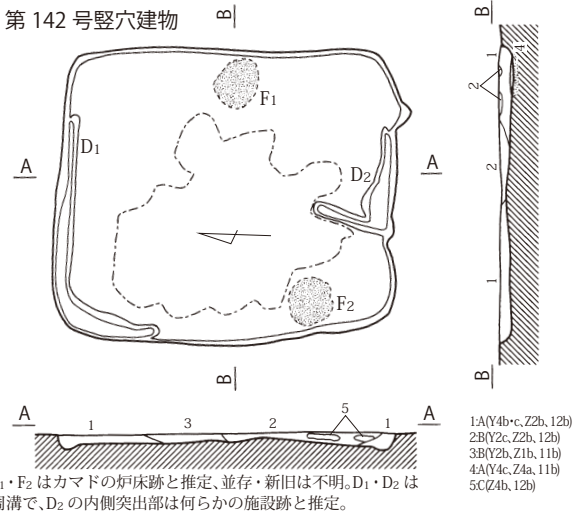 第 142 号竪穴建物
B
B
F1
D1
A
A
D2
F2
B
B
1
4
2
2
1
A
A
1
3
2
5
1
1:A(Y4b•c、Z2b、12b)
2:B(Y2c、Z2b、12b)
3:B(Y2b、Z1b、11b)
4:A(Y4c、Z4a、11b)
5:C(Z4b、12b)
1・F2 はカマドの炉床跡と推定、並存・新旧は不明。D1・D2 は
周溝で、D2 の内側突出部は何らかの施設跡と推定。